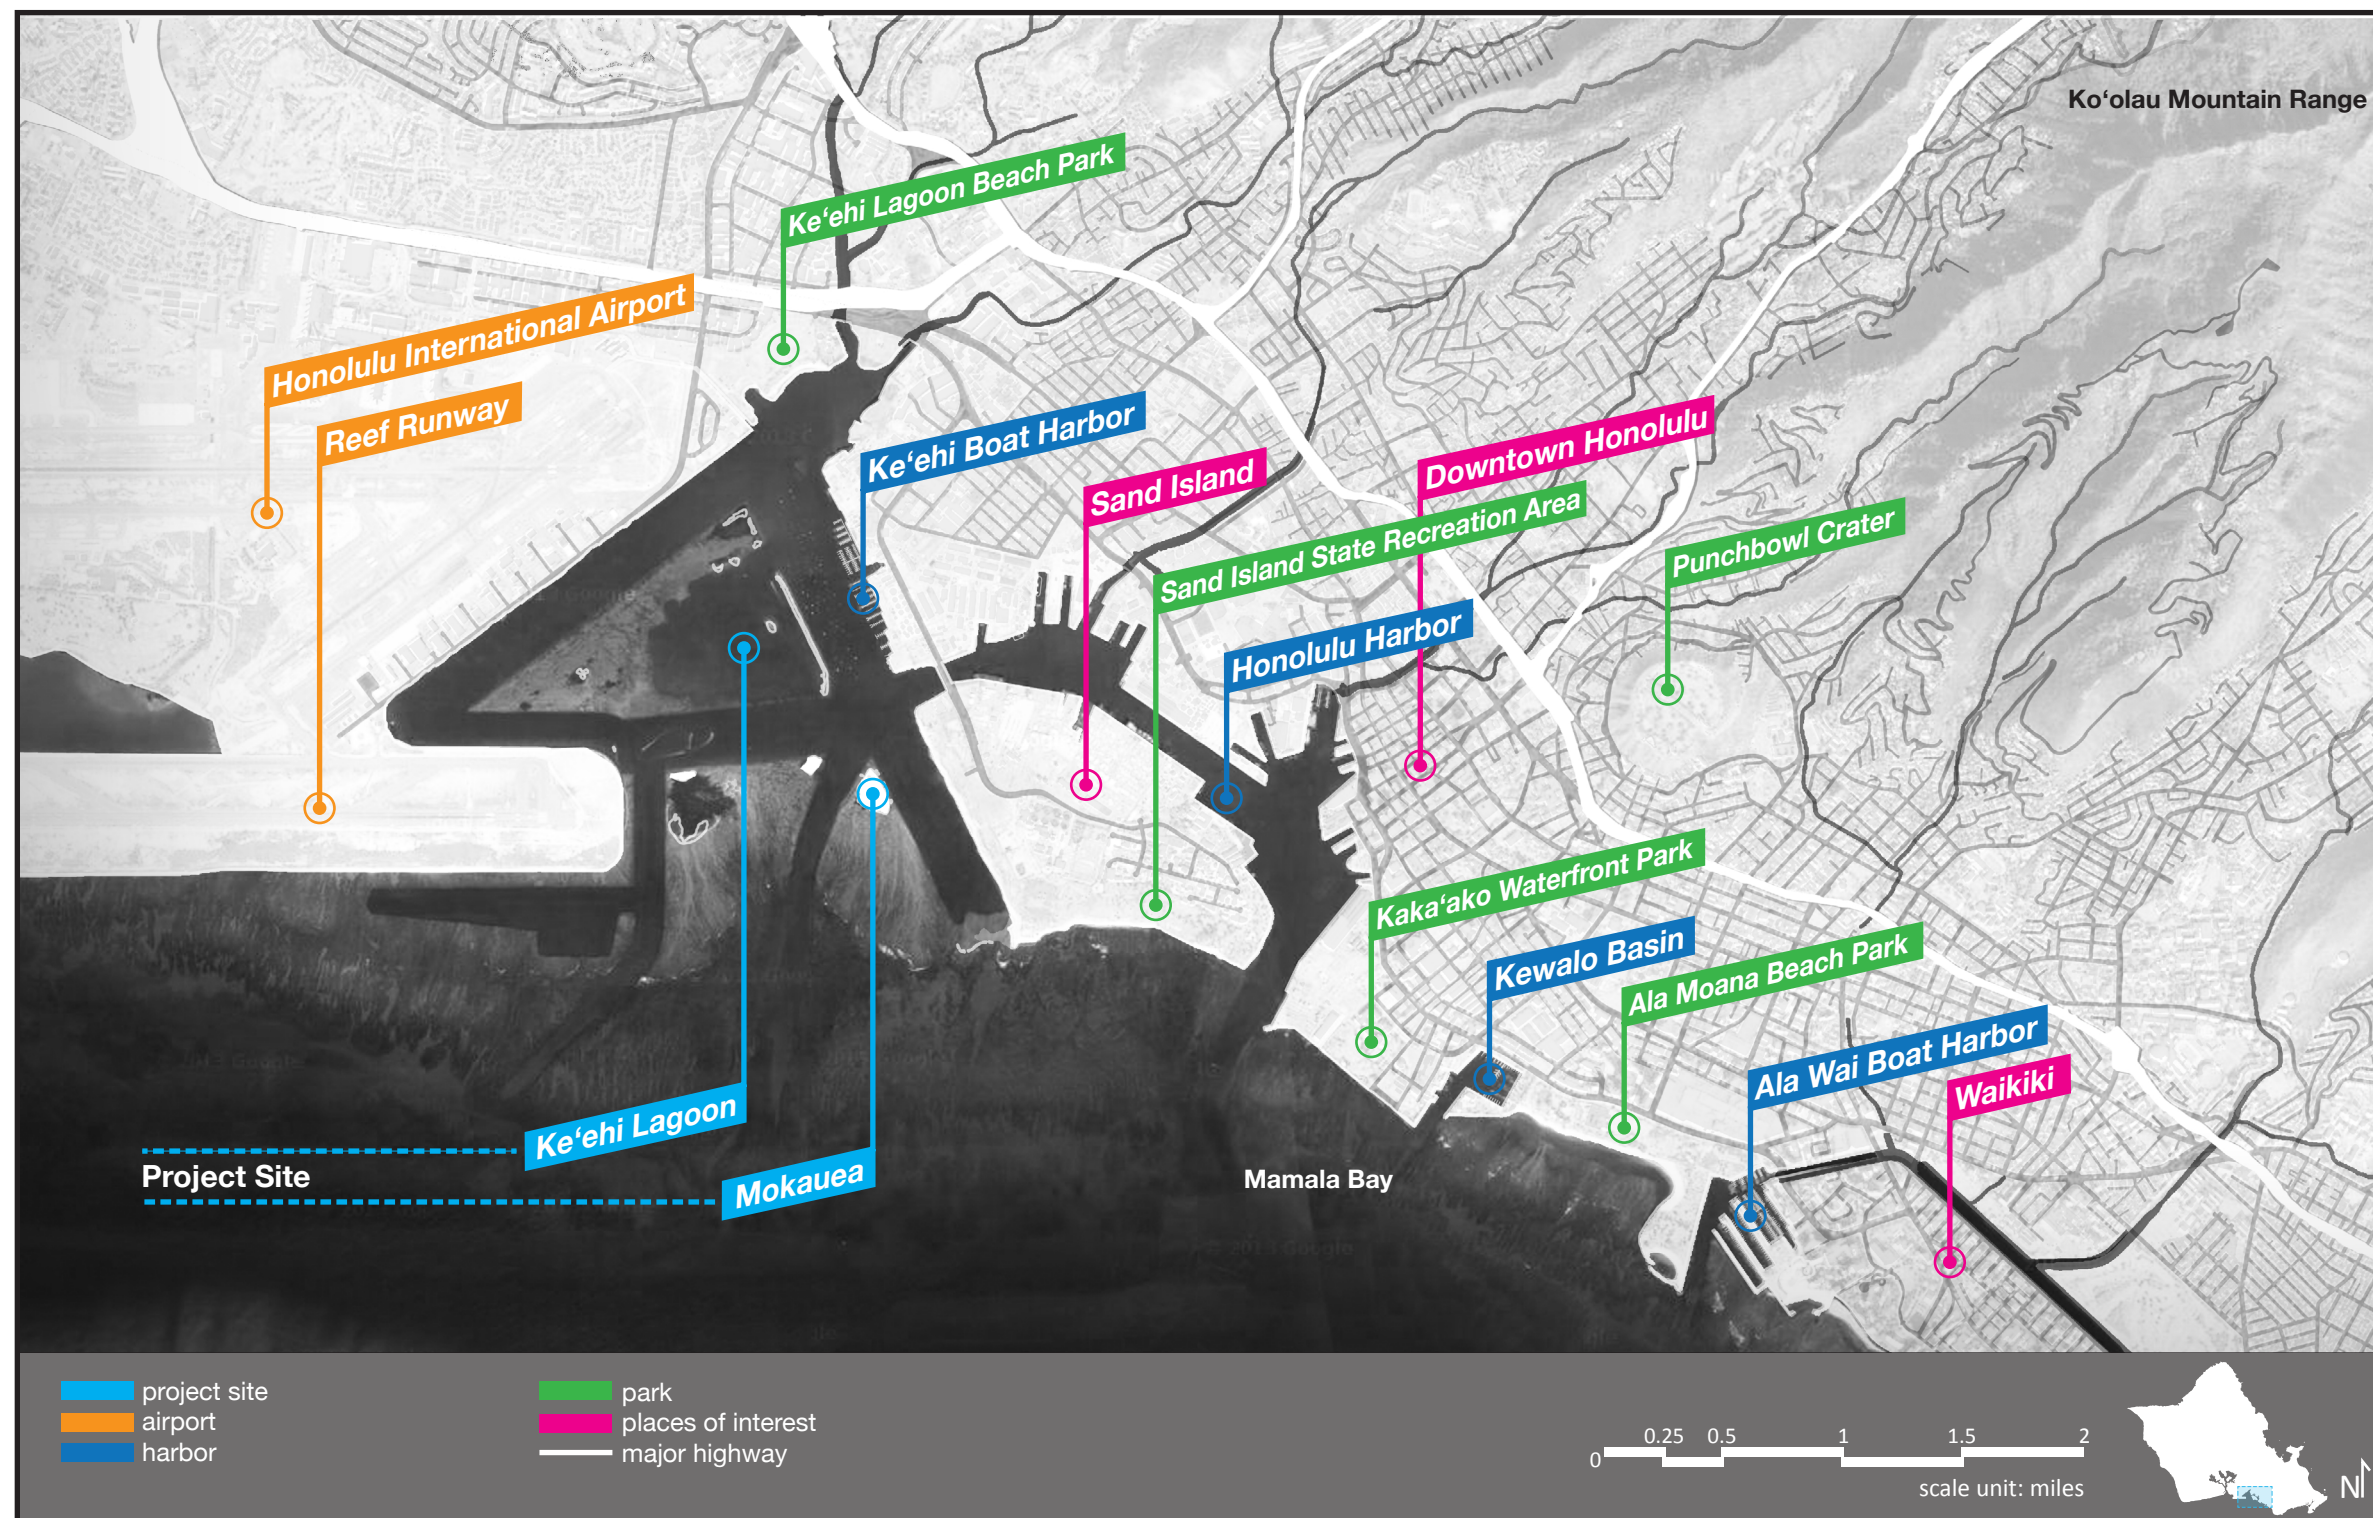 Ko‘olau Mountain Range
Ke‘ehi Lagoon Beach Park
Honolulu International Airport
Reef Runway
Ke‘ehi Boat Harbor
Sand Island
Downtown Honolulu
Sand Island State Recreation Area
Punchbowl Crater
Honolulu Harbor
Kaka‘ako Waterfront Park
Kewalo Basin
Ala Moana Beach Park
Ala Wai Boat Harbor
Waikiki
Ke‘ehi Lagoon
Project Site
Mokauea
Mamala Bay
© 2013 Google
project site
airport
harbor
park
places of interest
major highway
0 0.25 0.5 1 1.5 2
scale unit: miles
N